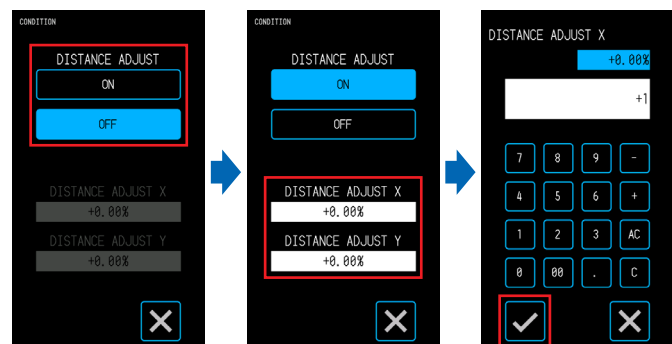 CONDITION
DISTANCE ADJUST
ON
OFF
DISTANCE ADJUST X
+0.00%
DISTANCE ADJUST Y
+0.00%
CONDITION
DISTANCE ADJUST
ON
OFF
DISTANCE ADJUST X
+0.00%
DISTANCE ADJUST Y
+0.00%
DISTANCE ADJUST X
+0.00%
+1
7 8 9 -
4 5 6 +
1 2 3 AC
0 00 . C